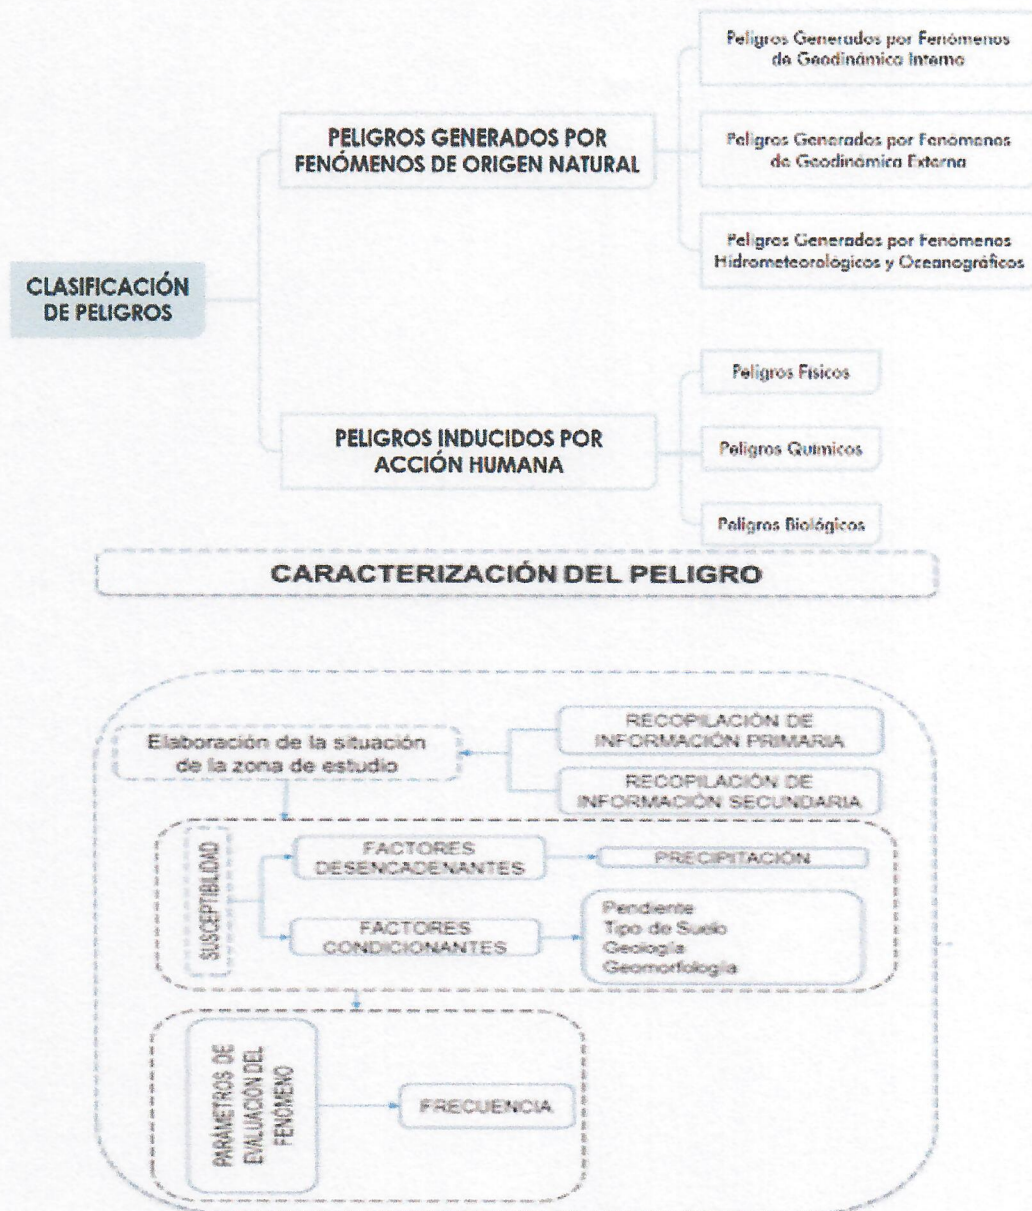 Peligros Generados por Fenómenos
de Geodinámica Interna
PELIGROS GENERADOS POR
FENÓMENOS DE ORIGEN NATURAL
Peligros Generados por Fenómenos
de Geodinámica Externa
Peligros Generados por Fenómenos
Hidrometeorológicos y Oceanográficos
CLASIFICACIÓN
DE PELIGROS
Peligros Físicos
PELIGROS INDUCIDOS POR
ACCIÓN HUMANA
Peligros Químicos
Peligros Biológicos
CARACTERIZACIÓN DEL PELIGRO
Elaboración de la situación
de la zona de estudio
RECOPILACIÓN DE
INFORMACIÓN PRIMARIA
RECOPILACIÓN DE
INFORMACIÓN SECUNDARIA
SUSCEPTIBILIDAD
FACTORES
DESENCADENANTES
PRECIPITACIÓN
FACTORES
CONDICIONANTES
Pendiente
Tipo de Suelo
Geología
Geomorfología
PARÁMETROS DE
EVALUACIÓN DEL
FENÓMENO
FRECUENCIA